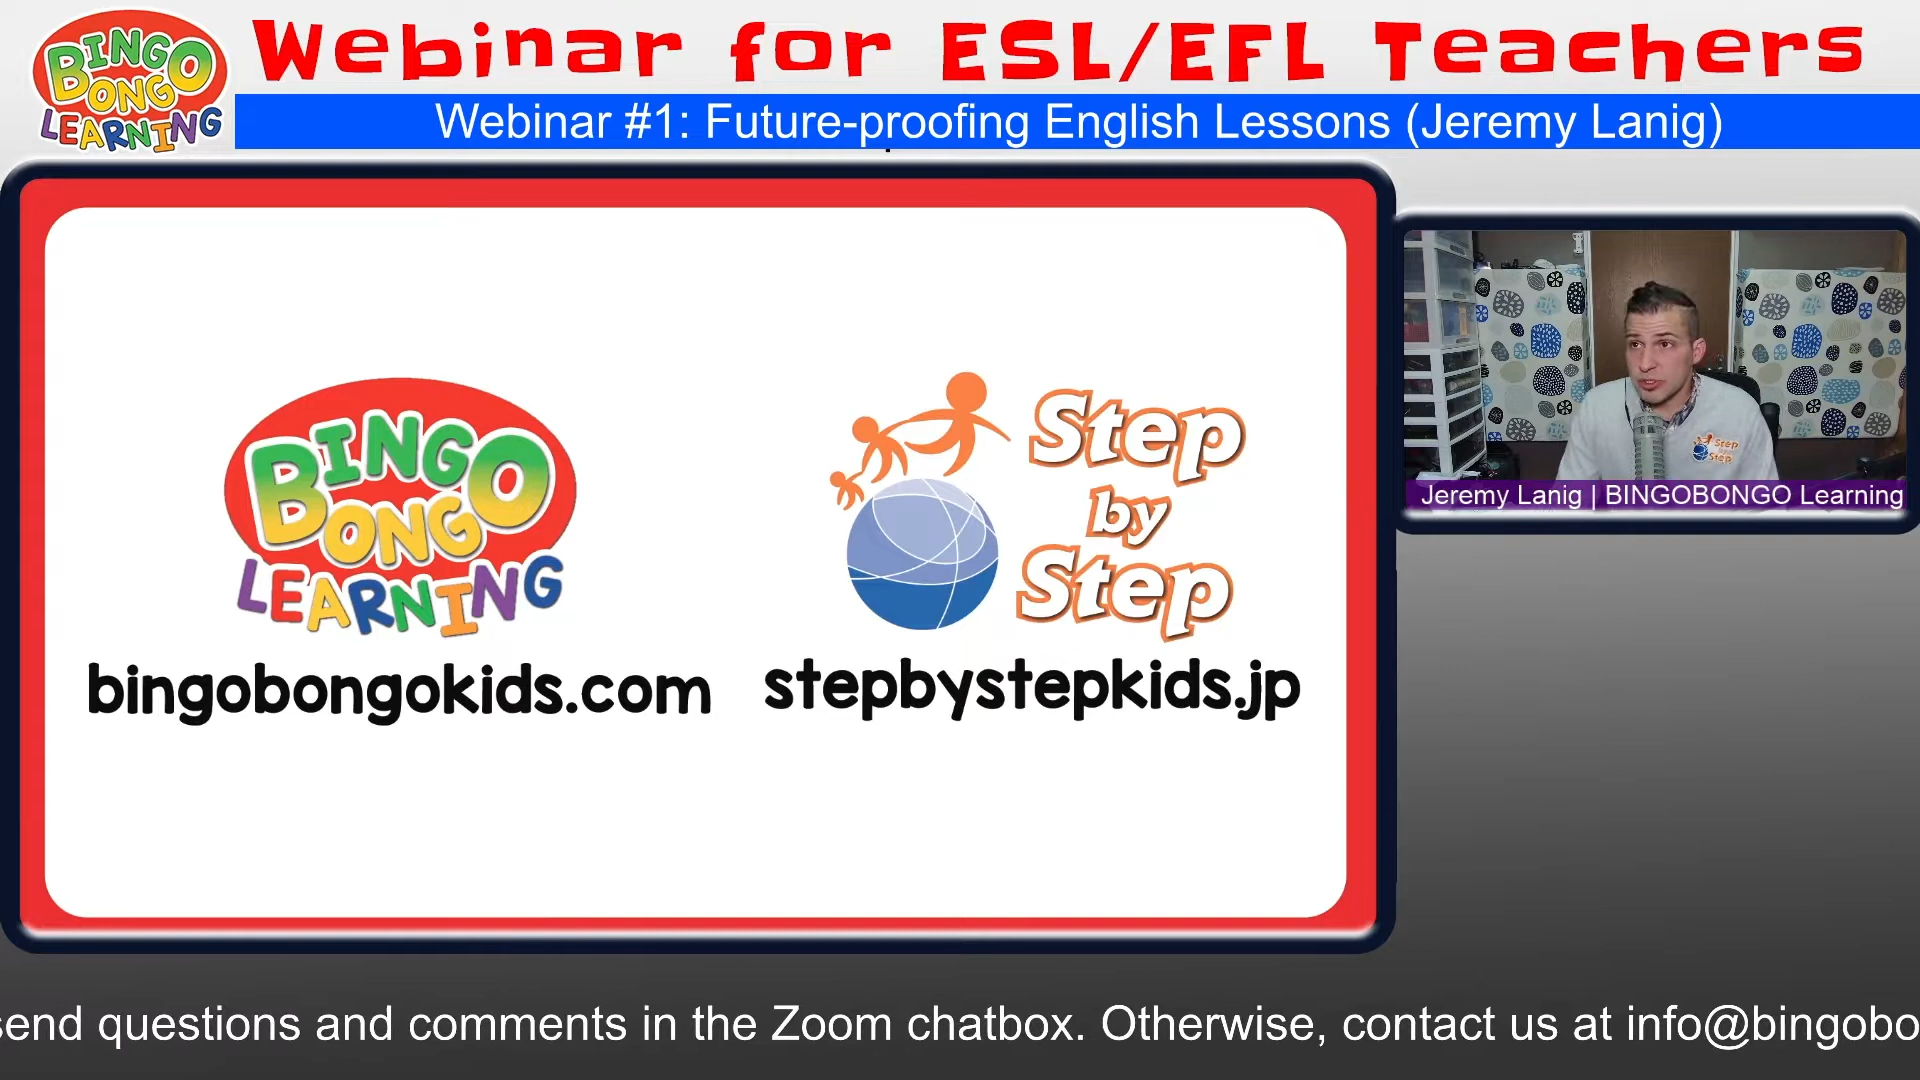 BINGO
BONGO
LEARNING
Webinar for ESL/EFL Teachers
Webinar #1: Future-proofing English Lessons (Jeremy Lanig)
BINGO
BONGO
LEARNING
bingobongokids.com
Step
by
Step
stepbystepkids.jp
Step
Step
Jeremy Lanig | BINGOBONGO Learning
send questions and comments in the Zoom chatbox. Otherwise, contact us at info@bingobo